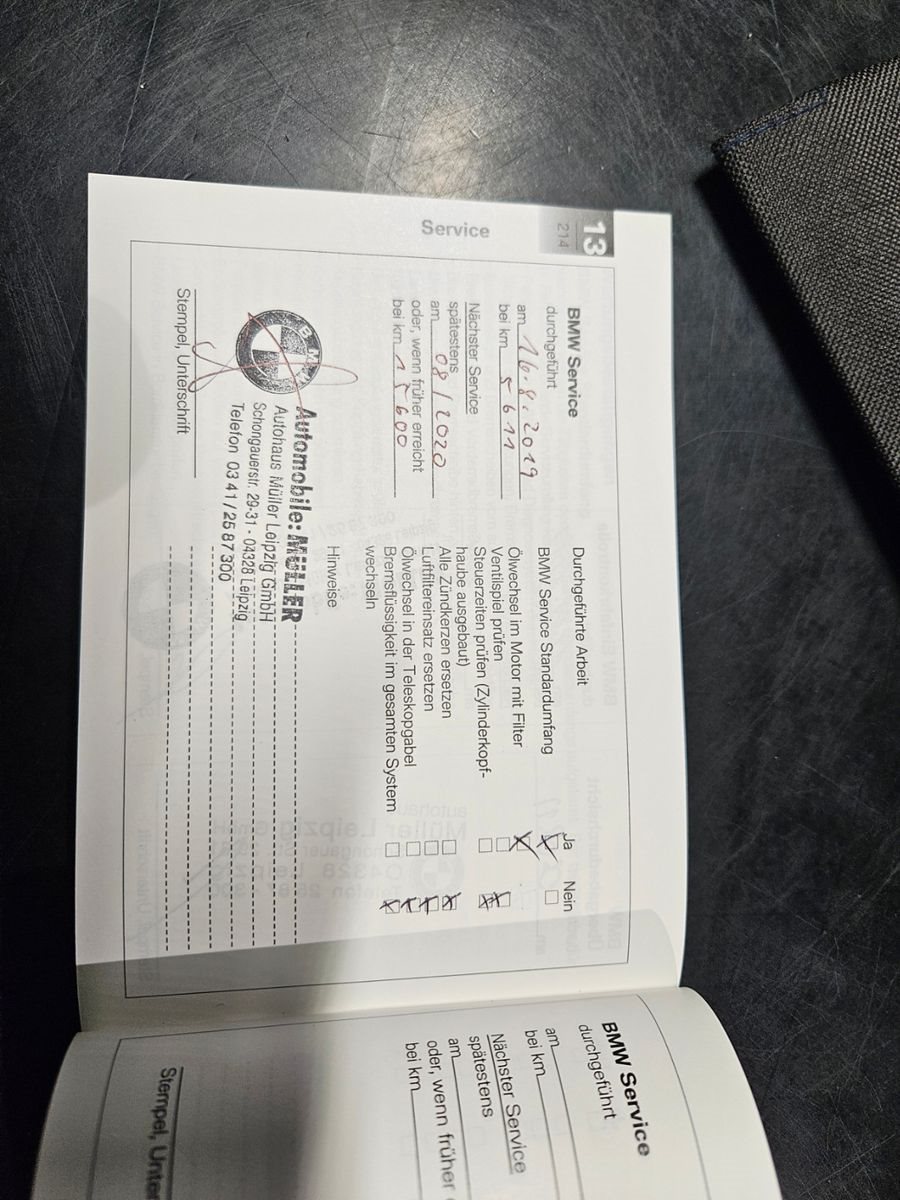 13
214
Service
BMW Service
durchgeführt
am 16.8.2019
bei km 5611
Nächster Service
spätestens
am 08/2020
oder, wenn früher erreicht
bei km 15600
BMW
Automobile: MÜLLER
Autohaus Müller Leipzig GmbH
Schongauerstr. 29-31 · 04328 Leipzig
Telefon 03 41 / 25 87 300
Stempel, Unterschrift
Durchgeführte Arbeit
Ja Nein
BMW Service Standardumfang
Ölwechsel im Motor mit Filter
Ventilspiel prüfen
Steuerzeiten prüfen (Zylinderkopf-
haube ausgebaut)
Alle Zündkerzen ersetzen
Luftfiltereinsatz ersetzen
Ölwechsel in der Teleskopgabel
Bremsflüssigkeit im gesamten System
wechseln
Hinweise
BMW Service
durchgeführt
am
bei km
Nächster Service
spätestens
am
oder, wenn früher
bei km
Stempel, Unter